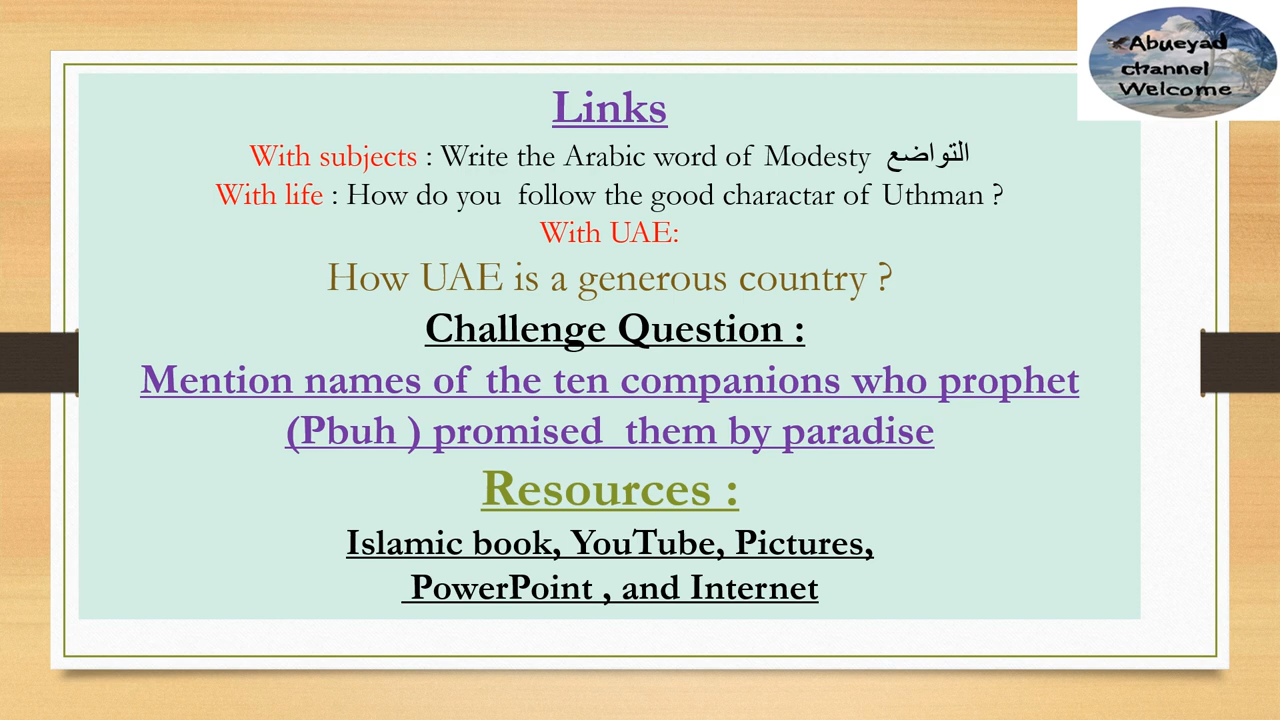 Abueyad
channel
Welcome
Links
With subjects : Write the Arabic word of Modesty التواضع
With life : How do you follow the good charactar of Uthman ?
With UAE:
How UAE is a generous country ?
Challenge Question :
Mention names of the ten companions who prophet
(Pbuh ) promised them by paradise
Resources :
Islamic book, YouTube, Pictures,
PowerPoint , and Internet